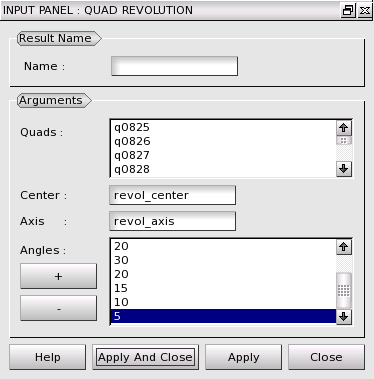 INPUT PANEL : QUAD REVOLUTION
Result Name
Name :
Arguments
Quads :
q0825
q0826
q0827
q0828
Center : revol_center
Axis : revol_axis
Angles :
20
30
20
15
10
5
+
-
Help Apply And Close Apply Close